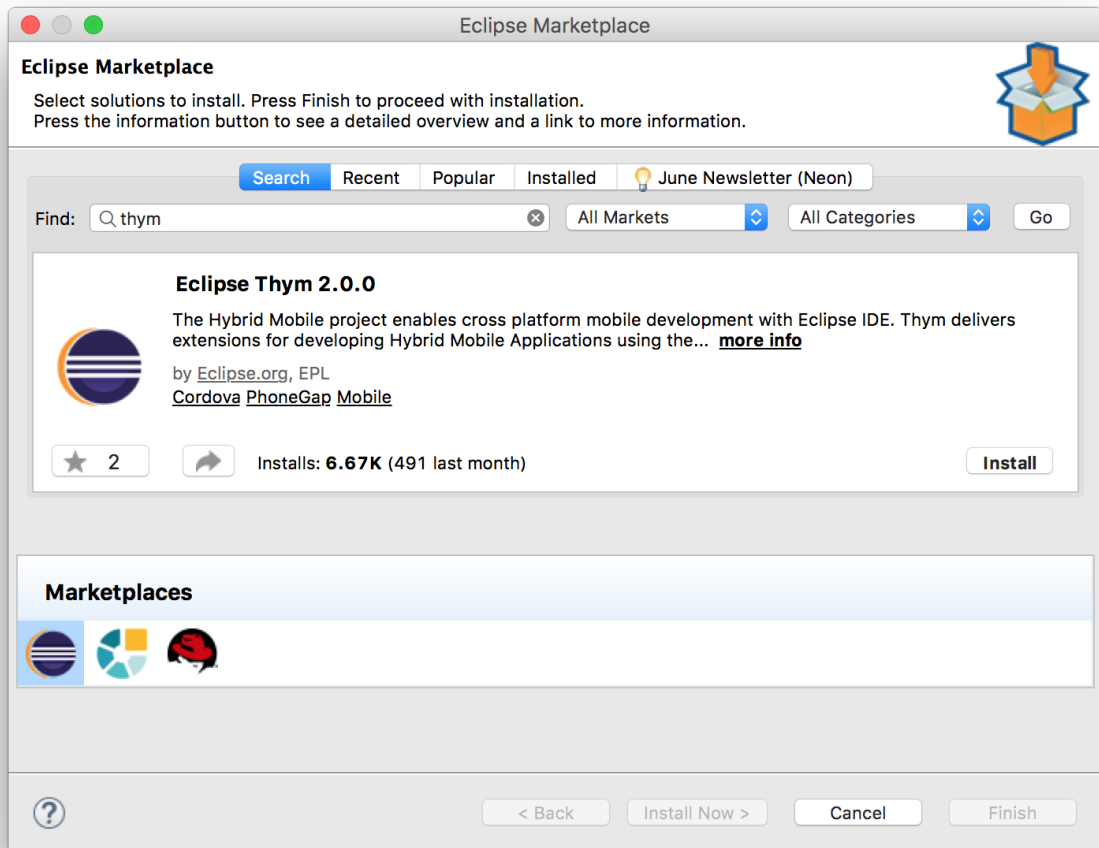 Eclipse Marketplace
Eclipse Marketplace
Select solutions to install. Press Finish to proceed with installation.
Press the information button to see a detailed overview and a link to more information.
Search Recent Popular Installed June Newsletter (Neon)
Find: thym All Markets All Categories Go
Eclipse Thym 2.0.0
The Hybrid Mobile project enables cross platform mobile development with Eclipse IDE. Thym delivers
extensions for developing Hybrid Mobile Applications using the... more info
by Eclipse.org, EPL
Cordova PhoneGap Mobile
2 Installs: 6.67K (491 last month) Install
Marketplaces
? < Back Install Now > Cancel Finish